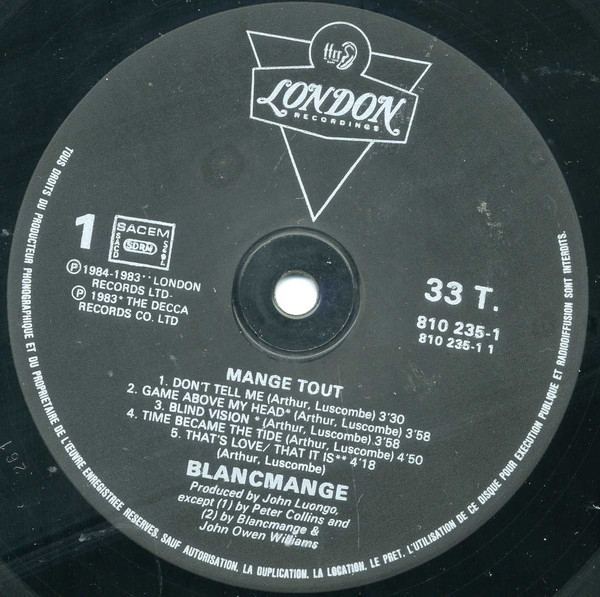 ffrr
LONDON
RECORDINGS
1
SACEM
SACD
SDRM
SGDL
Ⓟ 1984-1983** LONDON
RECORDS LTD-
Ⓟ 1983* THE DECCA
RECORDS CO. LTD
33 T.
810 235-1
810 235-1 1
MANGE TOUT
1. DON'T TELL ME (Arthur, Luscombe) 3'30
2. GAME ABOVE MY HEAD* (Arthur, Luscombe) 3'58
3. BLIND VISION * (Arthur, Luscombe) 3'58
4. TIME BECAME THE TIDE (Arthur, Luscombe) 4'50
5. THAT'S LOVE/ THAT IT IS** 4'18
(Arthur, Luscombe)
BLANCMANGE
Produced by John Luongo,
except (1) by Peter Collins and
(2) by Blancmange &
John Owen Williams
TOUS DROITS DU PRODUCTEUR PHONOGRAPHIQUE ET DU PROPRIETAIRE DE L'ŒUVRE ENREGISTREE RESERVES. SAUF AUTORISATION. LA DUPLICATION. LA LOCATION. LE PRET. L'UTILISATION DE CE DISQUE POUR EXECUTION PUBLIQUE ET RADIODIFFUSION SONT INTERDITS.
261